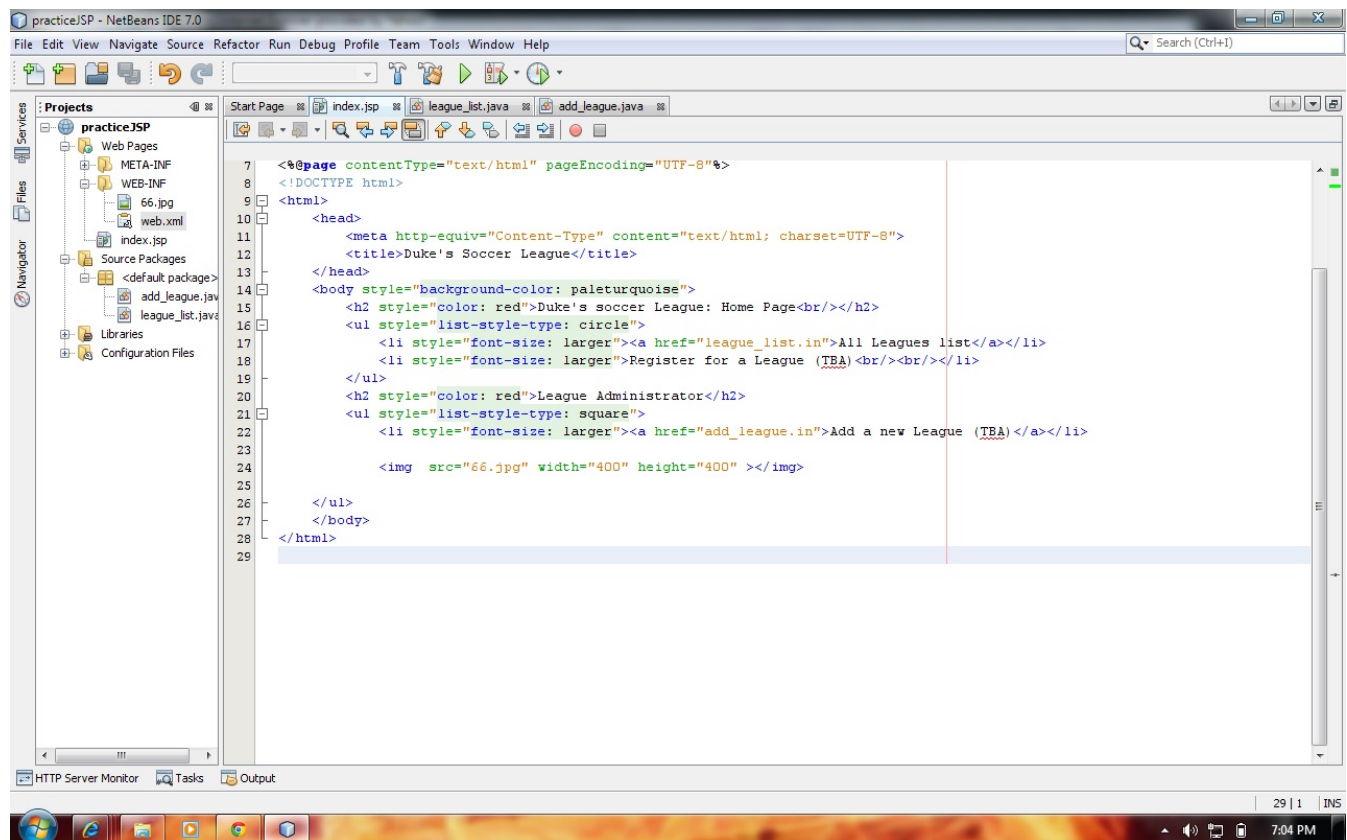 practiceJSP - NetBeans IDE 7.0
File Edit View Navigate Source Refactor Run Debug Profile Team Tools Window Help
Search (Ctrl+I)
Services
Files
Navigator
Projects
practiceJSP
Web Pages
META-INF
WEB-INF
66.jpg
web.xml
index.jsp
Source Packages
<default package>
add_league.jav
league_list.java
Libraries
Configuration Files
Start Page index.jsp league_list.java add_league.java
7 <%@page contentType="text/html" pageEncoding="UTF-8"%>
8 <!DOCTYPE html>
9 <html>
10 <head>
11 <meta http-equiv="Content-Type" content="text/html; charset=UTF-8">
12 <title>Duke's Soccer League</title>
13 </head>
14 <body style="background-color: paleturquoise">
15 <h2 style="color: red">Duke's soccer League: Home Page<br/></h2>
16 <ul style="list-style-type: circle">
17 <li style="font-size: larger"><a href="league_list.in">All Leagues list</a></li>
18 <li style="font-size: larger">Register for a League (TBA)<br/><br/></li>
19 </ul>
20 <h2 style="color: red">League Administrator</h2>
21 <ul style="list-style-type: square">
22 <li style="font-size: larger"><a href="add_league.in">Add a new League (TBA)</a></li>
23
24 <img src="66.jpg" width="400" height="400" ></img>
25
26 </ul>
27 </body>
28 </html>
29
HTTP Server Monitor Tasks Output
29 | 1 INS
7:04 PM